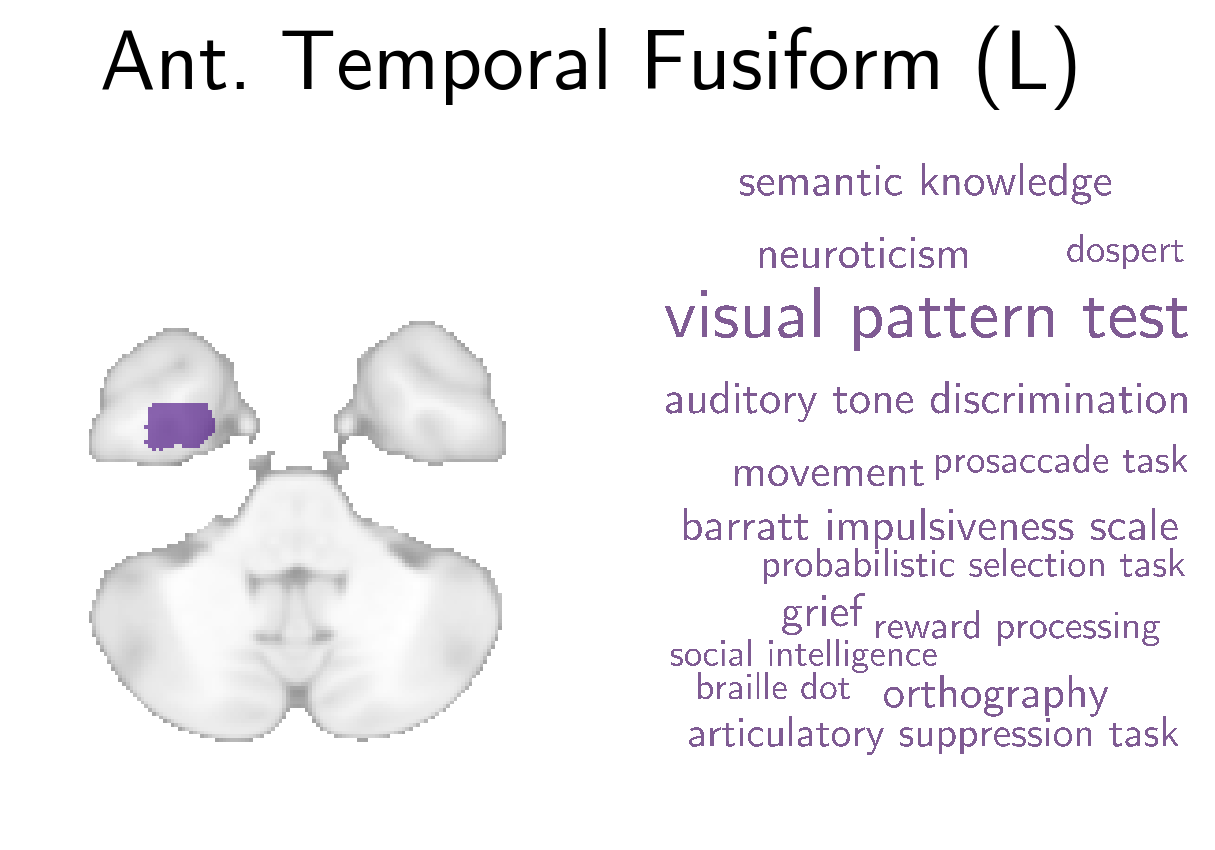 Ant. Temporal Fusiform (L)
semantic knowledge
neuroticism dospert
visual pattern test
auditory tone discrimination
movement prosaccade task
barratt impulsiveness scale
probabilistic selection task
grief reward processing
social intelligence
braille dot orthography
articulatory suppression task